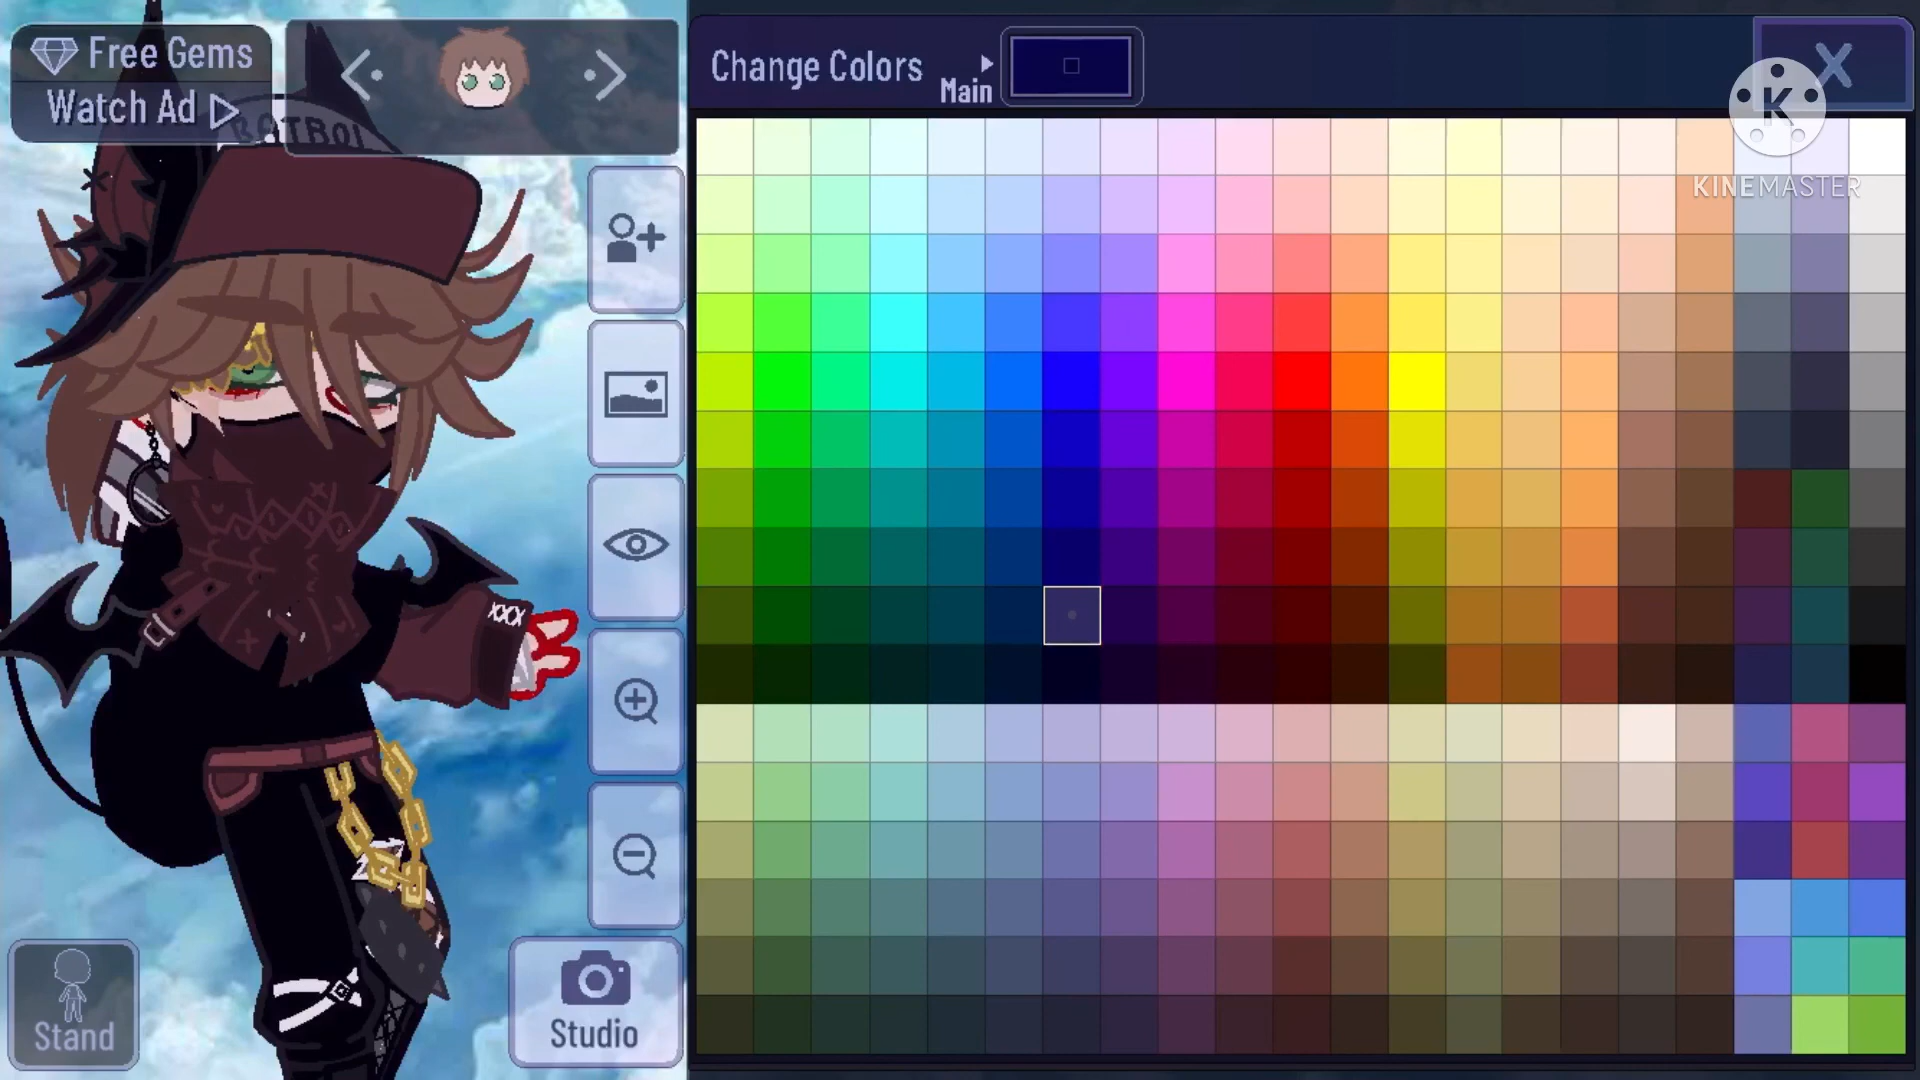 Free Gems
Watch Ad
Change Colors
Main
X
K
KINEMASTER
XXX
Stand
Studio